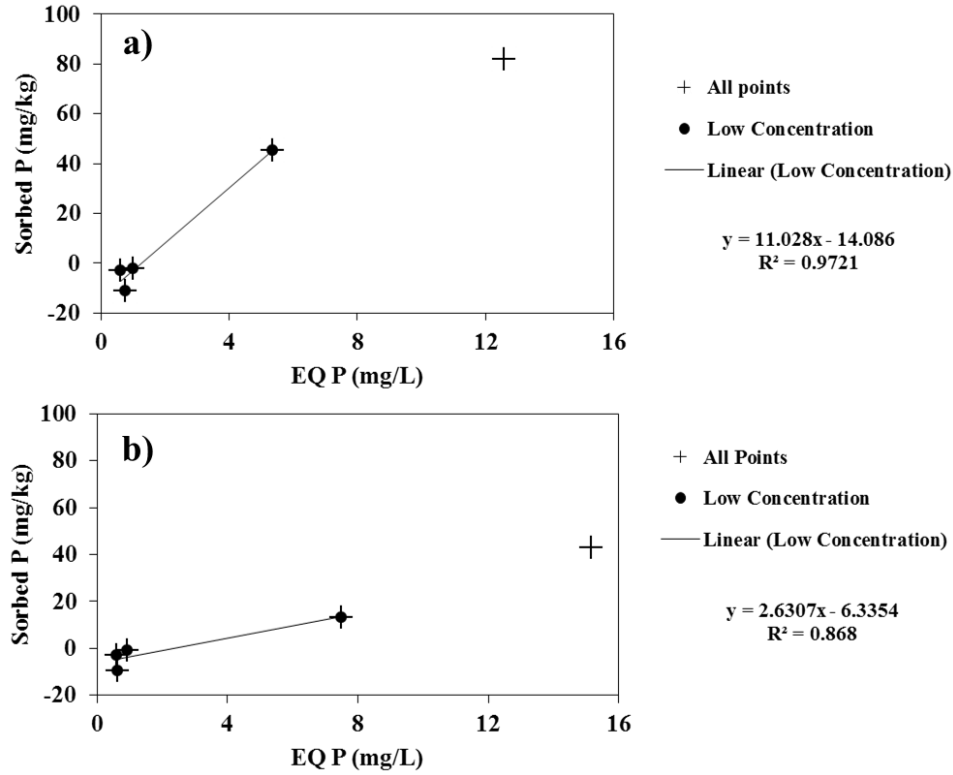 a)
100
80
60
40
20
0
-20
0 4 8 12 16
Sorbed P (mg/kg)
EQ P (mg/L)
All points
Low Concentration
Linear (Low Concentration)
y = 11.028x - 14.086
R² = 0.9721
b)
100
80
60
40
20
0
-20
0 4 8 12 16
Sorbed P (mg/kg)
EQ P (mg/L)
All Points
Low Concentration
Linear (Low Concentration)
y = 2.6307x - 6.3354
R² = 0.868